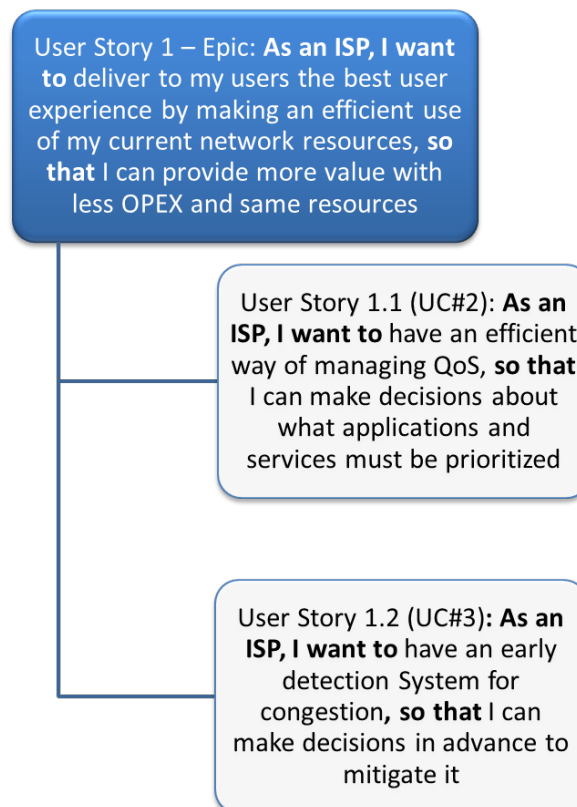 User Story 1 – Epic: As an ISP, I want
to deliver to my users the best user
experience by making an efficient use
of my current network resources, so
that I can provide more value with
less OPEX and same resources
User Story 1.1 (UC#2): As an
ISP, I want to have an efficient
way of managing QoS, so that
I can make decisions about
what applications and
services must be prioritized
User Story 1.2 (UC#3): As an
ISP, I want to have an early
detection System for
congestion, so that I can
make decisions in advance to
mitigate it